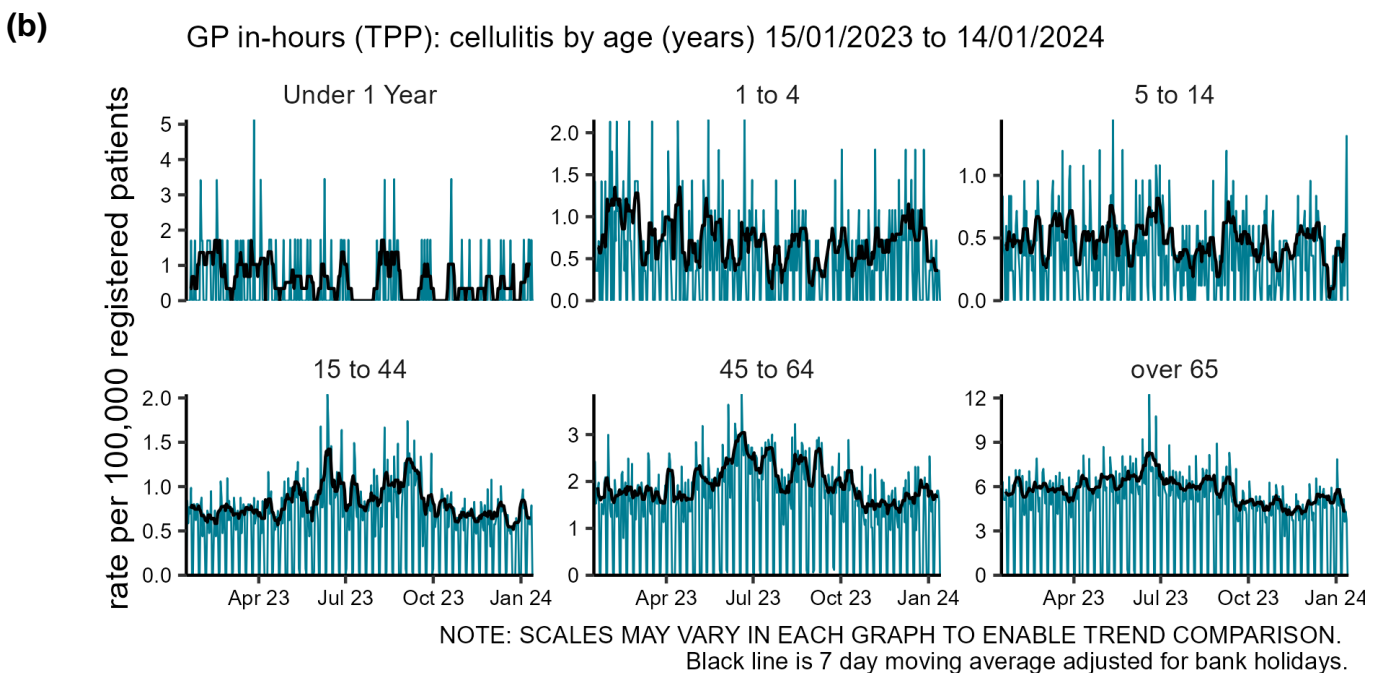 (b)
GP in-hours (TPP): cellulitis by age (years) 15/01/2023 to 14/01/2024
rate per 100,000 registered patients
Under 1 Year
5
4
3
2
1
0
1 to 4
2.0
1.5
1.0
0.5
0.0
5 to 14
1.0
0.5
0.0
15 to 44
2.0
1.5
1.0
0.5
0.0
Apr 23 Jul 23 Oct 23 Jan 24
45 to 64
3
2
1
0
Apr 23 Jul 23 Oct 23 Jan 24
over 65
12
9
6
3
0
Apr 23 Jul 23 Oct 23 Jan 24
NOTE: SCALES MAY VARY IN EACH GRAPH TO ENABLE TREND COMPARISON.
Black line is 7 day moving average adjusted for bank holidays.